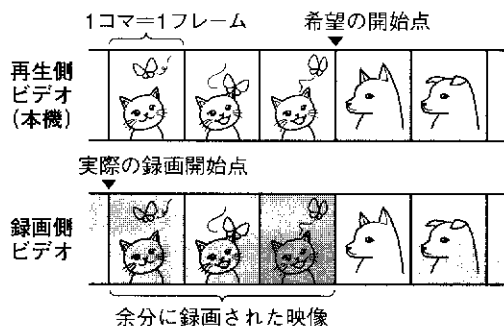 1コマ=1フレーム
希望の開始点
再生側
ビデオ
(本機)
実際の録画開始点
録画側
ビデオ
余分に録画された映像